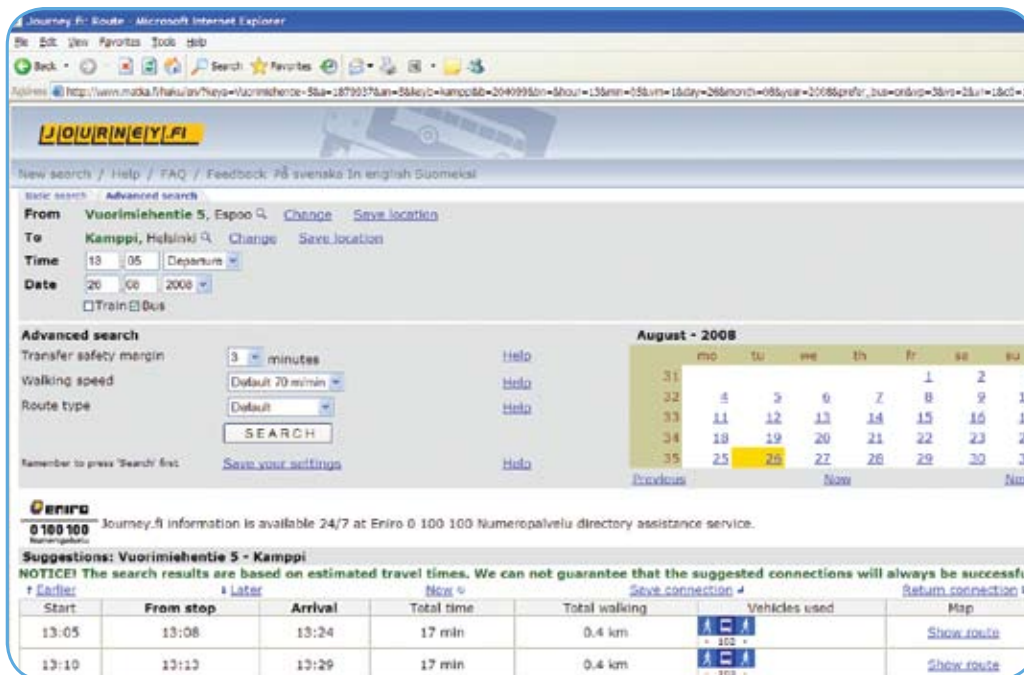 Journey.fi: Route - Microsoft Internet Explorer
File Edit View Favorites Tools Help
Back Search Favorites
Address
JOURNEY.FI
New search / Help / FAQ / Feedback På svenska In english Suomeksi
Basic search Advanced search
From Vuorimiehentie 5, Espoo Change Save location
To Kamppi, Helsinki Change Save location
Time 13 05 Departure
Date 26 08 2008
Train Bus
Advanced search
Transfer safety margin 3 minutes Help
Walking speed Default 70 m/min Help
Route type Default Help
SEARCH
Remember to press 'Search' first Save your settings Help
August - 2008
mo tu we th fr sa su
31 1 2
32 4 5 6 7 8 9
33 11 12 13 14 15 16
34 18 19 20 21 22 23
35 25 26 27 28 29 30
Previous Now
eniro
0 100 100
Numeropalvelu
Journey.fi information is available 24/7 at Eniro 0 100 100 Numeropalvelu directory assistance service.
Suggestions: Vuorimiehentie 5 - Kamppi
NOTICE! The search results are based on estimated travel times. We can not guarantee that the suggested connections will always be
Earlier Later Now Save connection Return connection
Start From stop Arrival Total time Total walking Vehicles used Map
13:05 13:08 13:24 17 min 0.4 km 102 Show route
13:10 13:13 13:29 17 min 0.4 km Show route